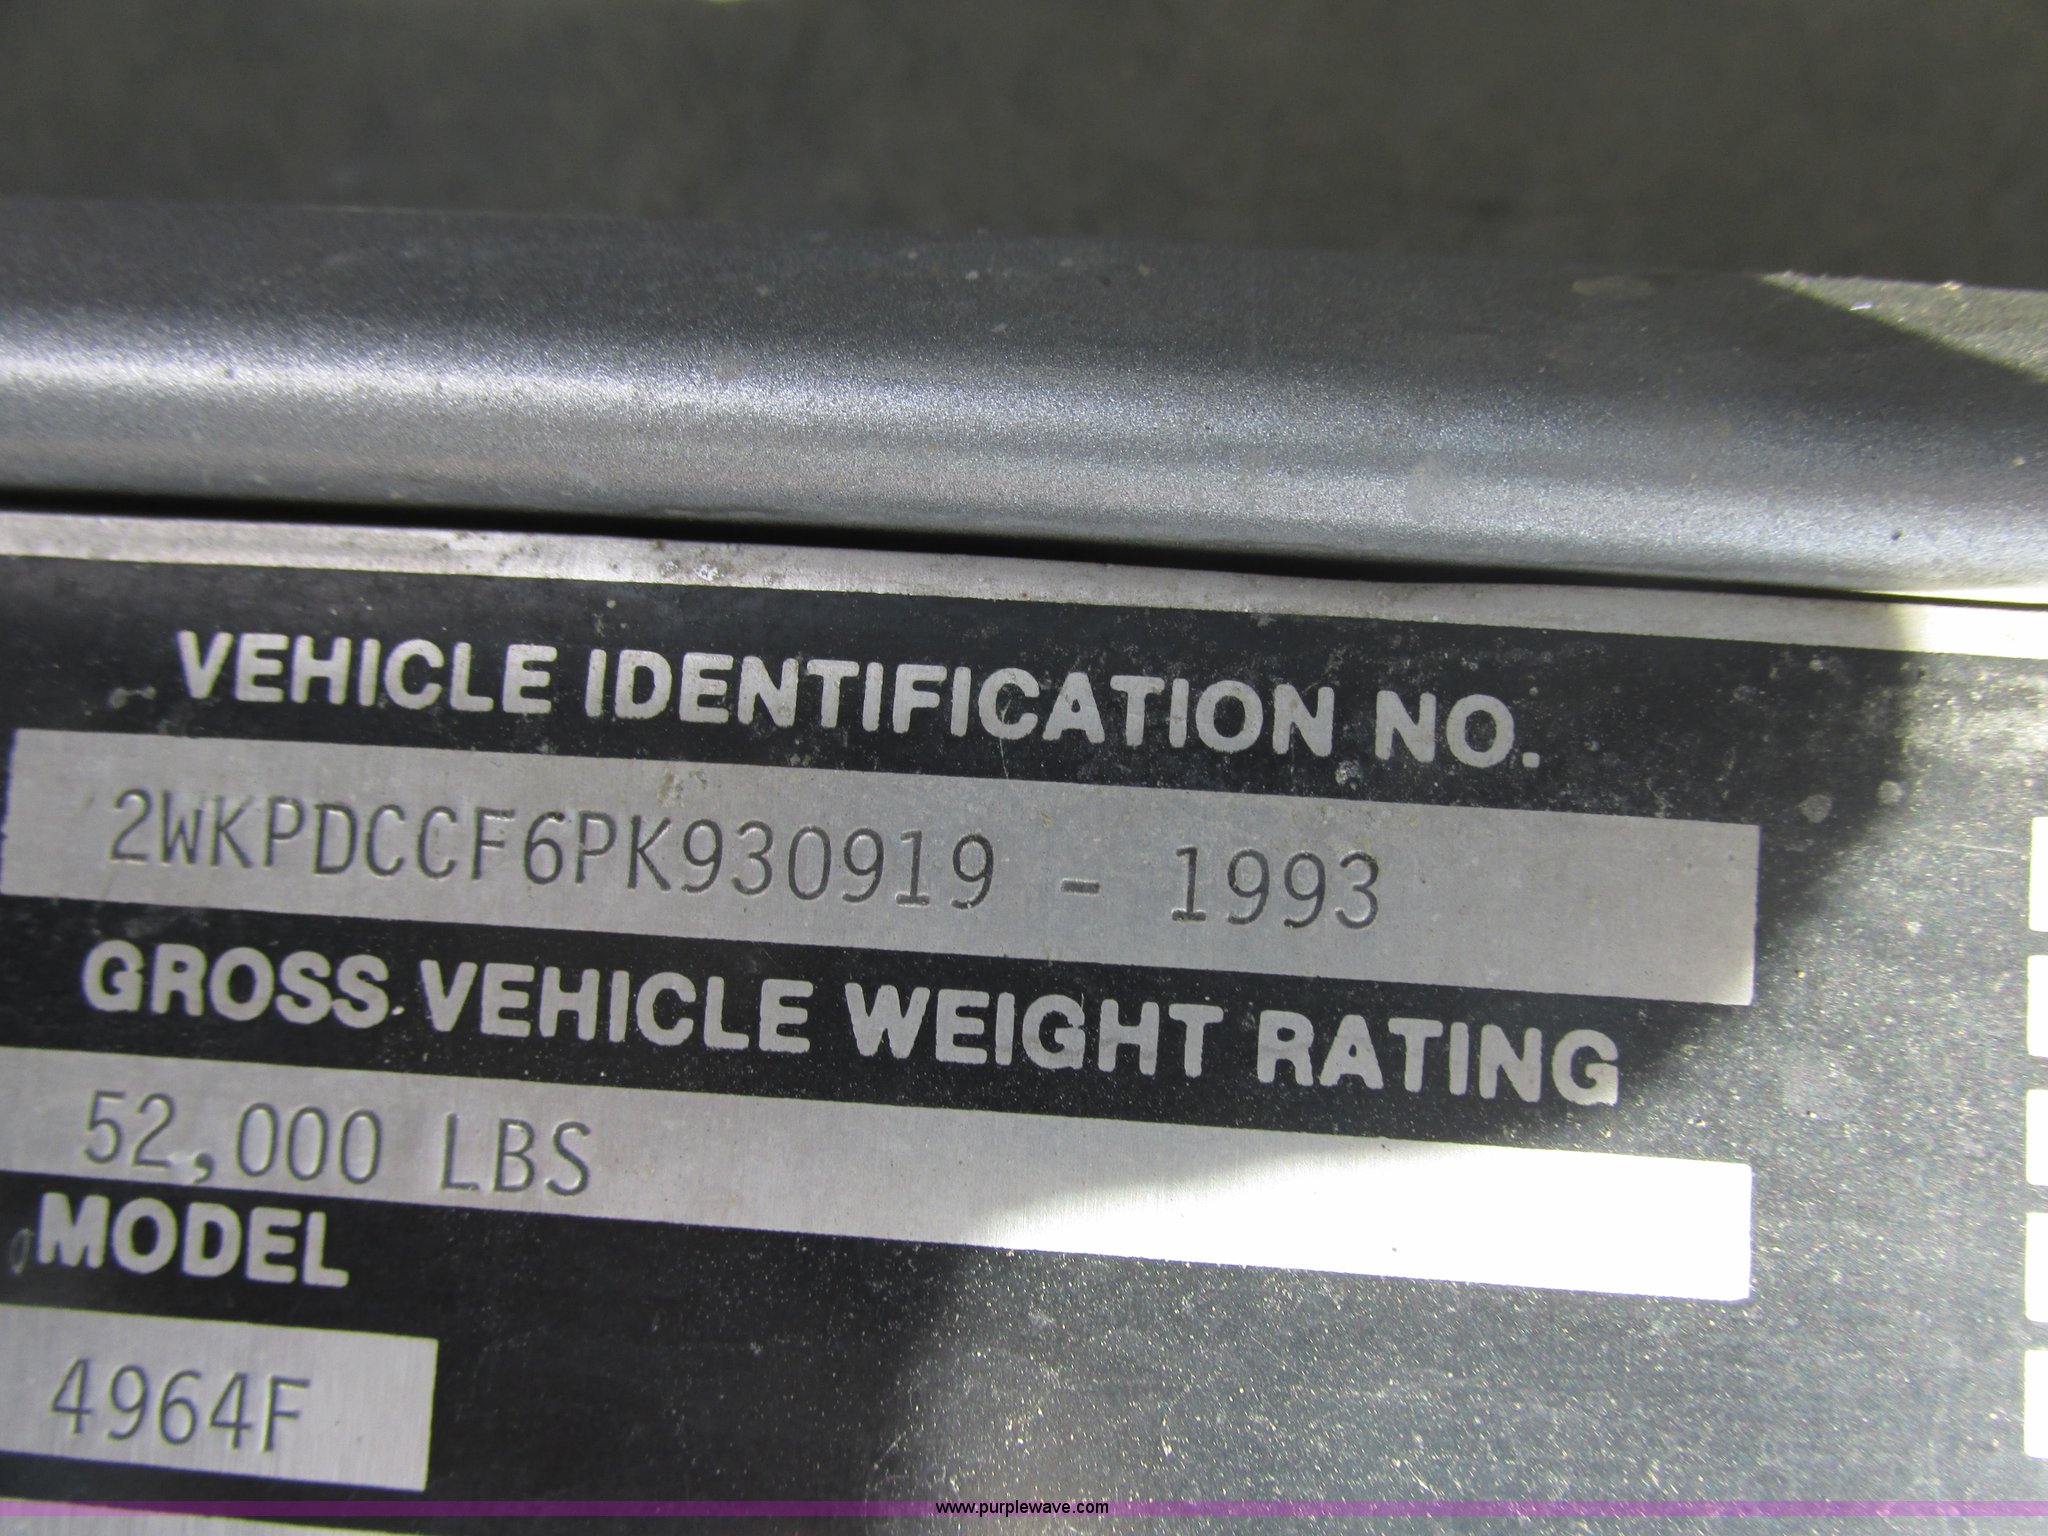 VEHICLE IDENTIFICATION NO.
2WKPDCCF6PK930919 - 1993
GROSS VEHICLE WEIGHT RATING
52,000 LBS
MODEL
4964F
www.purplewave.com